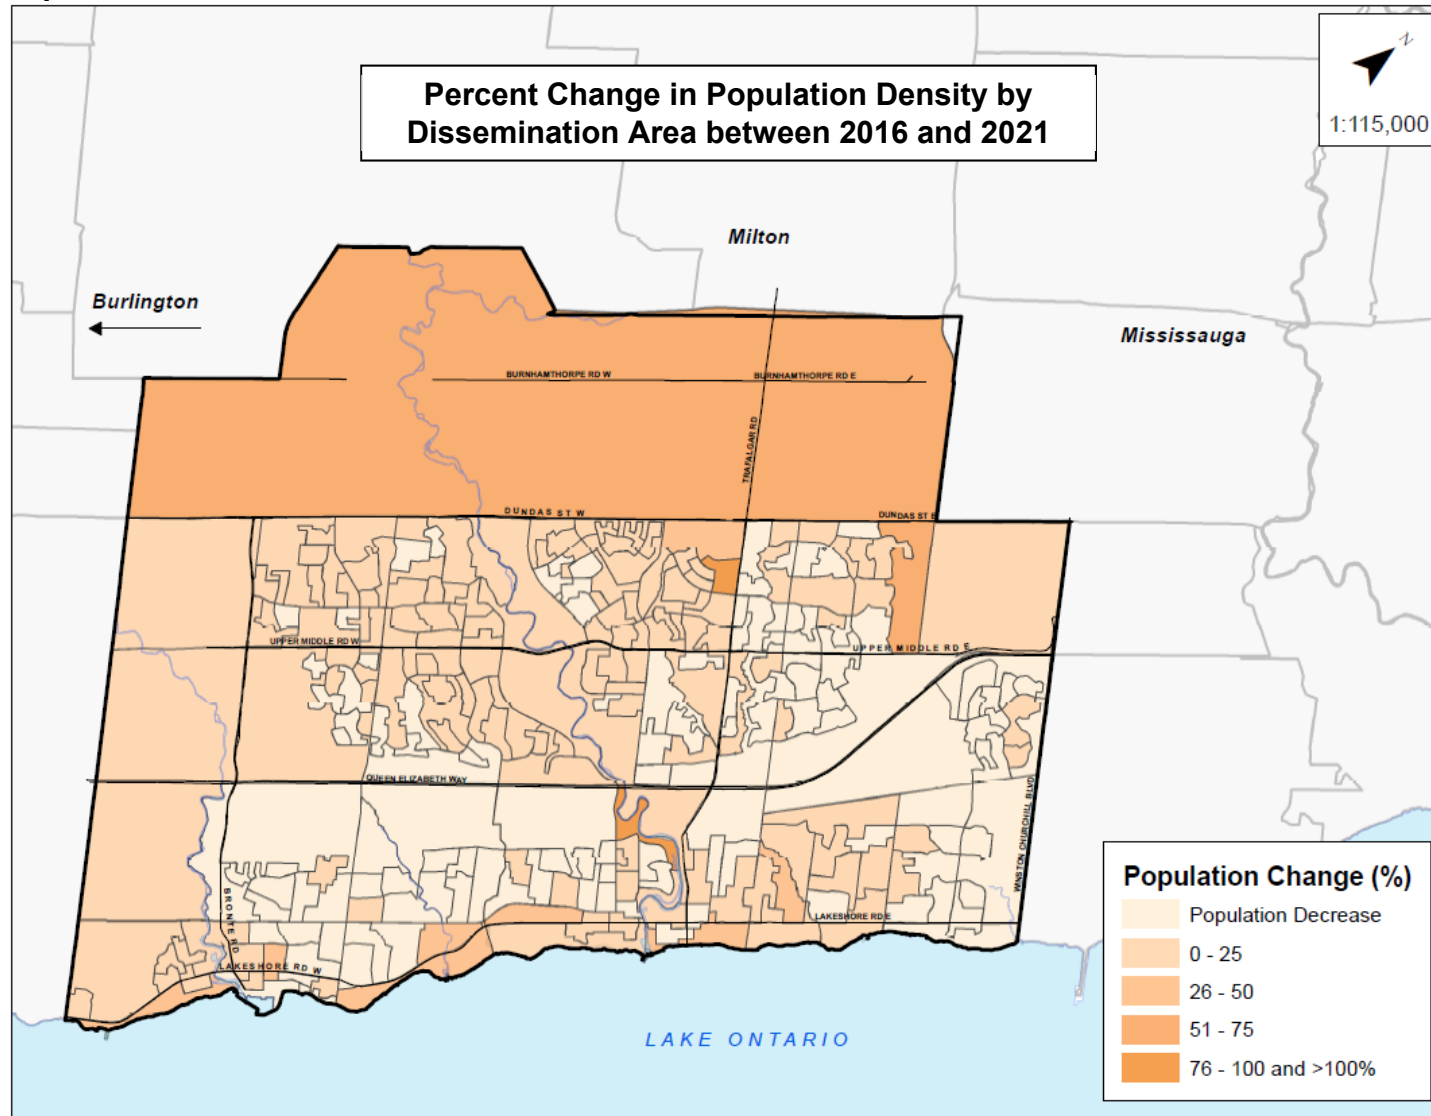 Percent Change in Population Density by
Dissemination Area between 2016 and 2021
N
1:115,000
Milton
Burlington
Mississauga
BURNHAMTHORPE RD W
BURNHAMTHORPE RD E
TRAFALGAR RD
DUNDAS ST W
DUNDAS ST E
UPPER MIDDLE RD W
UPPER MIDDLE RD E
QUEEN ELIZABETH WAY
WINSTON CHURCHILL BLVD
BRONTE RD
LAKESHORE RD E
LAKESHORE RD W
LAKE ONTARIO
Population Change (%)
Population Decrease
0 - 25
26 - 50
51 - 75
76 - 100 and >100%